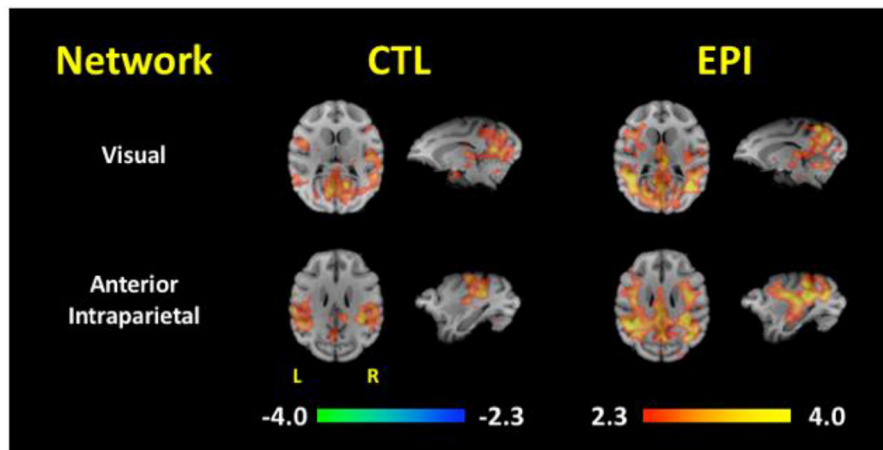 Network CTL EPI
Visual
Anterior
Intraparietal
L R
-4.0 -2.3 2.3 4.0